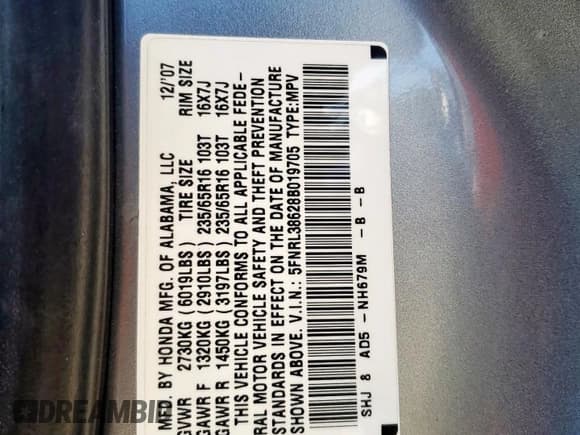 MFD. BY HONDA MFG. OF ALABAMA, LLC 12/'07
GVWR 2730KG (6019LBS) TIRE SIZE RIM SIZE
GAWR F 1320KG (2910LBS) 235/65R16 103T 16X7J
GAWR R 1450KG (3197LBS) 235/65R16 103T 16X7J
THIS VEHICLE CONFORMS TO ALL APPLICABLE FEDE-
RAL MOTOR VEHICLE SAFETY AND THEFT PREVENTION
STANDARDS IN EFFECT ON THE DATE OF MANUFACTURE
SHOWN ABOVE. V.I.N.: 5FNRL38628B019705 TYPE:MPV
SHJ 8 AD5 - NH679M - B - B
DREAMBID